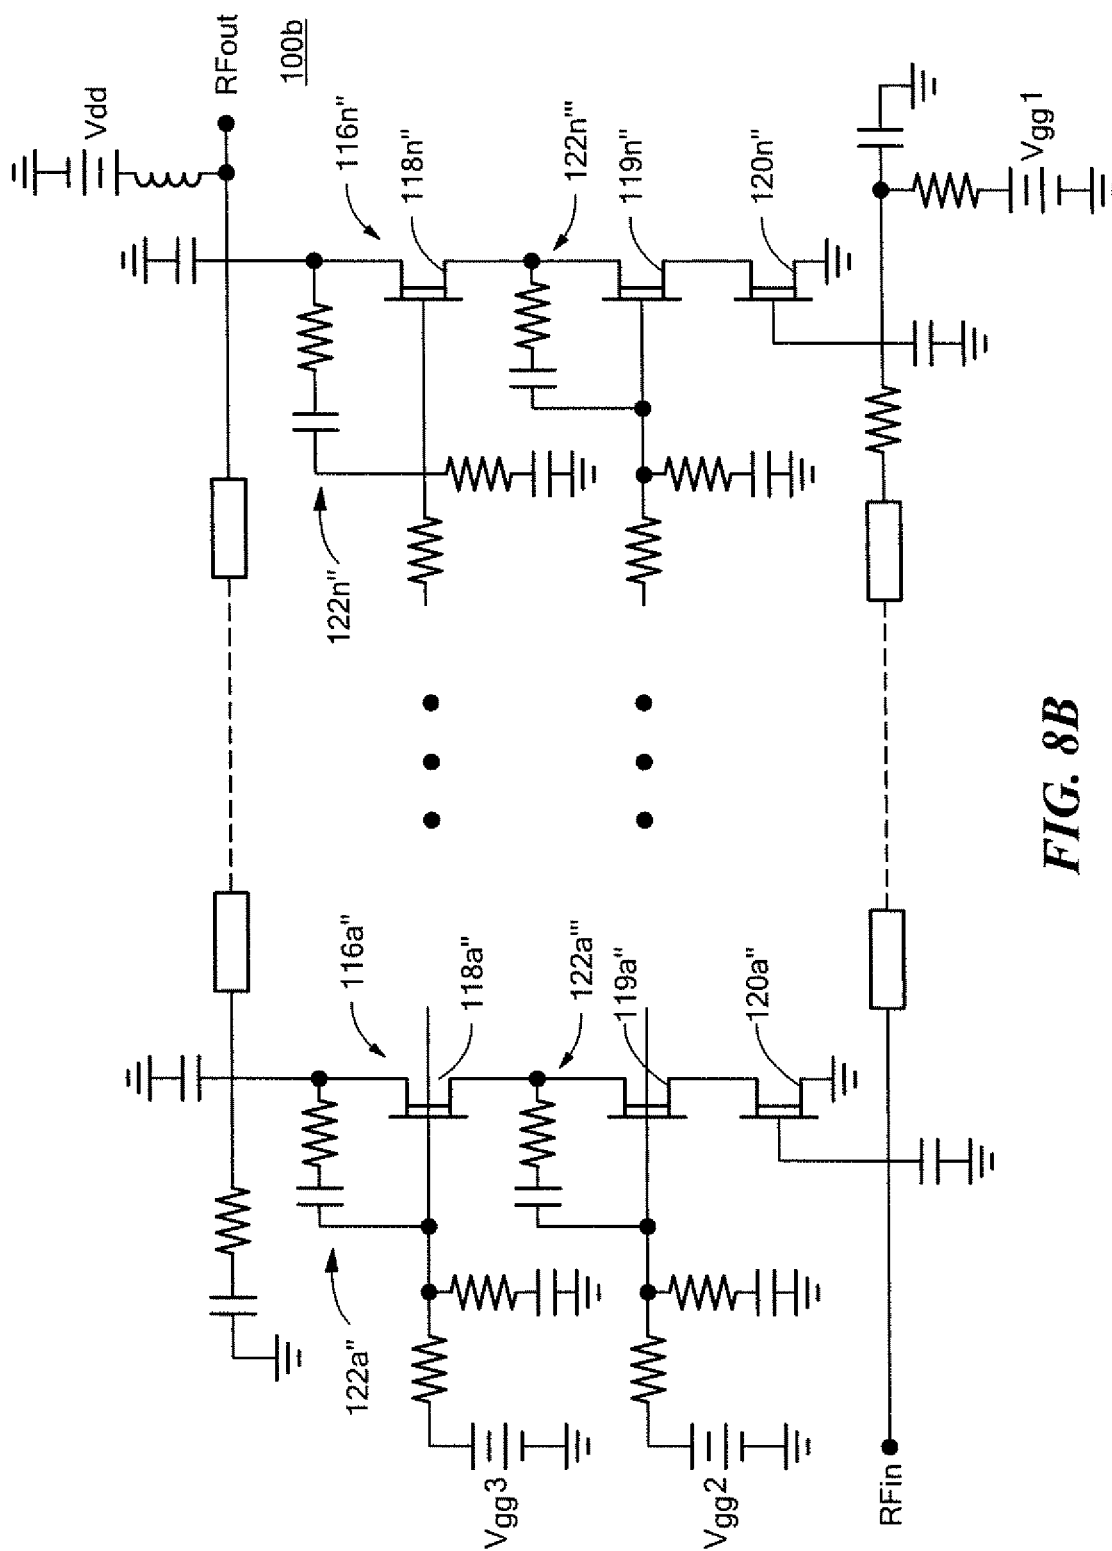 Vdd
RFout
100b
116n"
118n"
122n"'
119n"
120n"
Vgg1
122n"
116a"
118a"
122a"'
119a"
120a"
122a"
Vgg3
Vgg2
RFin
FIG. 8B